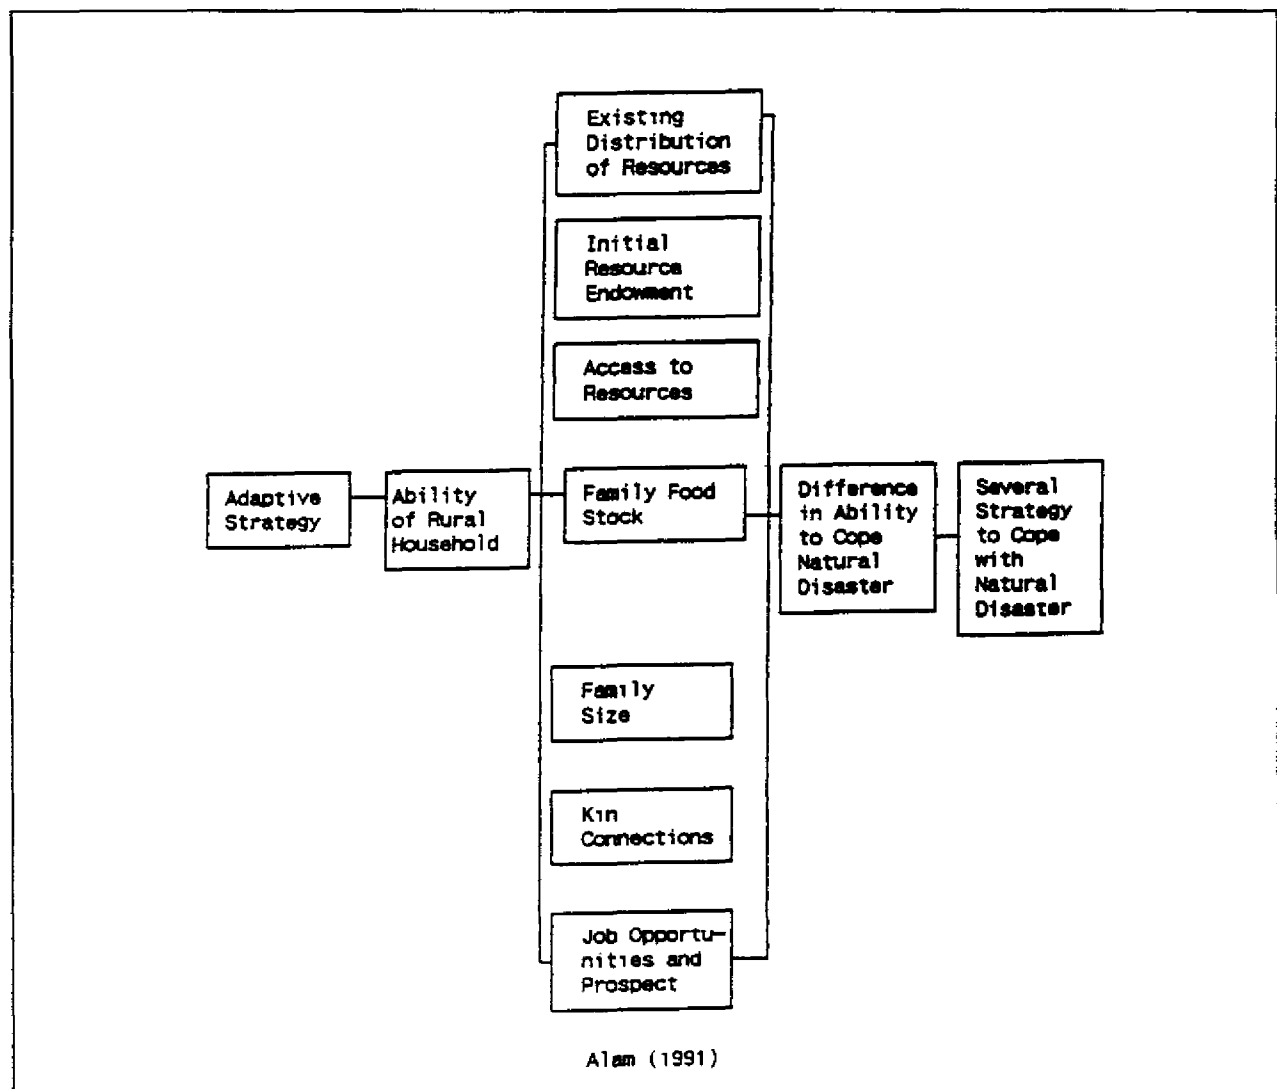 Existing
Distribution
of Resources
Initial
Resource
Endowment
Access to
Resources
Adaptive
Strategy
Ability
of Rural
Household
Family Food
Stock
Difference
in Ability
to Cope
Natural
Disaster
Several
Strategy
to Cope
with
Natural
Disaster
Family
Size
Kin
Connections
Job Opportu-
nities and
Prospect
Alam (1991)